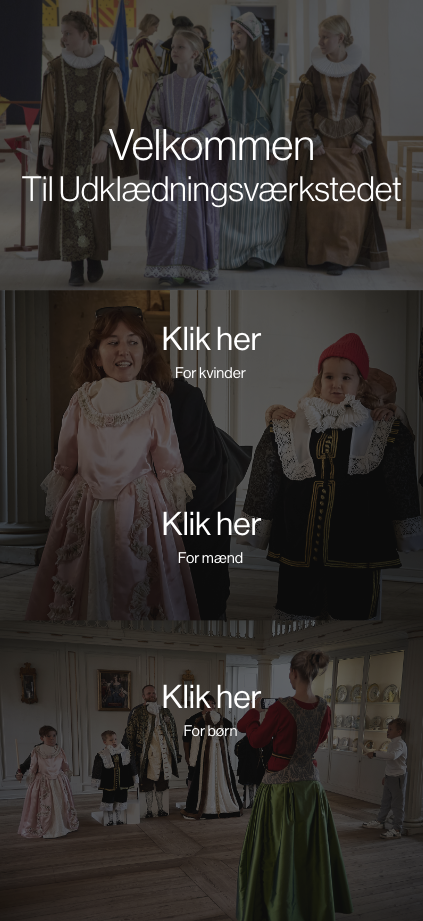 Velkommen
Til Udklædningsværkstedet
Klik her
For kvinder
Klik her
For mænd
Klik her
For børn